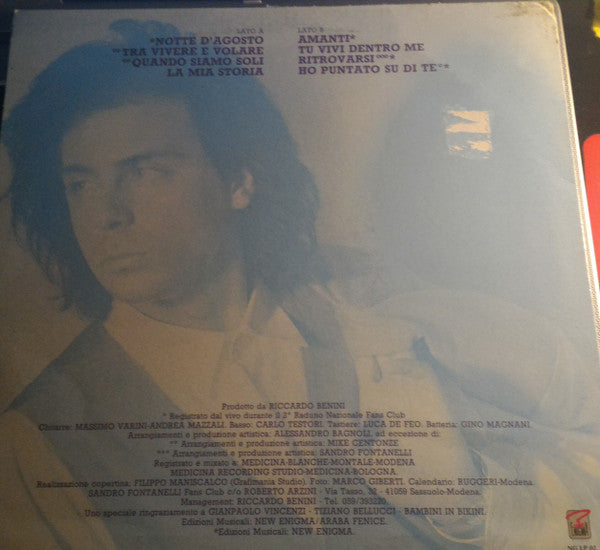 LATO A
*NOTTE D'AGOSTO
°°TRA VIVERE E VOLARE
°°QUANDO SIAMO SOLI
LA MIA STORIA
LATO B
AMANTI*
TU VIVI DENTRO ME
RITROVARSI°°°*
HO PUNTATO SU DI TE°*
Prodotto da RICCARDO BENINI
° Registrato dal vivo durante il 2° Raduno Nazionale Fans Club
Chitarre: MASSIMO VARINI-ANDREA MAZZALI. Basso: CARLO TESTORI. Tastiere: LUCA DE FEO. Batteria: GINO MAGNANI.
Arrangiamenti e produzione artistica: ALESSANDRO BAGNOLI, ad eccezione di:
°° Arrangiamenti e produzione artistica: MIKE GENTONZE
°°° Arrangiamenti e produzione artistica: SANDRO FONTANELLI
Registrato e mixato a: MEDICINA-BLANCHE-MONTALE-MODENA
MEDICINA RECORDING STUDIO-MEDICINA-BOLOGNA.
Realizzazione copertina: FILIPPO MANISCALCO (Grafimania Studio). Foto: MARCO GIBERTI. Calendario: RUGGERI-Modena.
SANDRO FONTANELLI Fans Club c/o ROBERTO ARZINI - Via Tasso, 32 - 41059 Sassuolo-Modena.
Management: RICCARDO BENINI - Tel. 059/353230.
Uno speciale ringraziamento a GIANPAOLO VINCENZI - TIZIANO BELLUCCI - BAMBINI IN BIKINI.
Edizioni Musicali: NEW ENIGMA/ARABA FENICE.
*Edizioni Musicali: NEW ENIGMA.